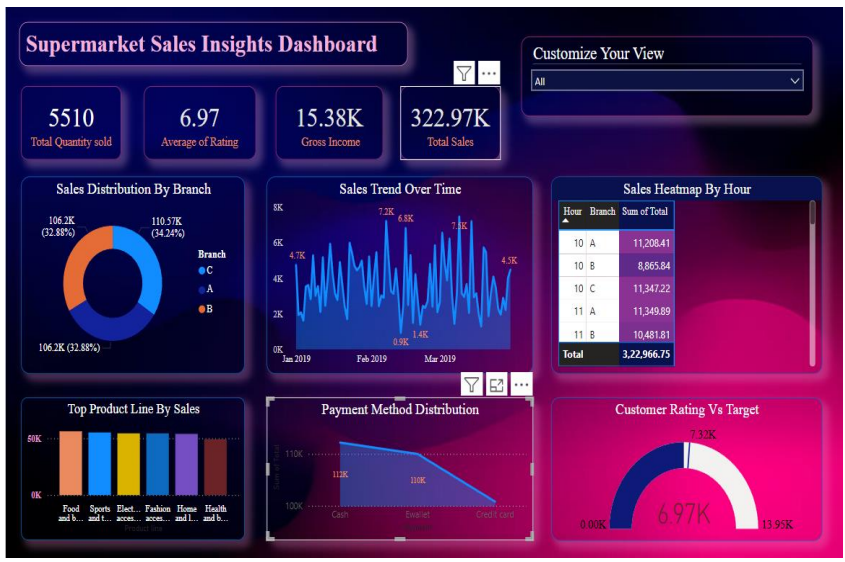 Supermarket Sales Insights Dashboard
Customize Your View
All
5510
Total Quantity sold
6.97
Average of Rating
15.38K
Gross Income
322.97K
Total Sales
Sales Distribution By Branch
106.2K
(32.88%)
110.57K
(34.24%)
Branch
C
A
B
106.2K (32.88%)
Sales Trend Over Time
8K
6K
4K
2K
0K
4.7K
7.2K
6.8K
7.5K
4.5K
0.9K
1.4K
Jan 2019 Feb 2019 Mar 2019
Sales Heatmap By Hour
Hour Branch Sum of Total
10 A 11,208.41
10 B 8,865.84
10 C 11,347.22
11 A 11,349.89
11 B 10,481.81
Total 3,22,966.75
Top Product Line By Sales
50K
0K
Food and b...
Sports and t...
Elect... acces...
Fashion acces...
Home and l...
Health and b...
Product line
Payment Method Distribution
Sum of Total
110K
100K
112K
110K
Cash Ewallet Credit card
Customer Rating Vs Target
7.32K
0.00K
6.97K
13.95K